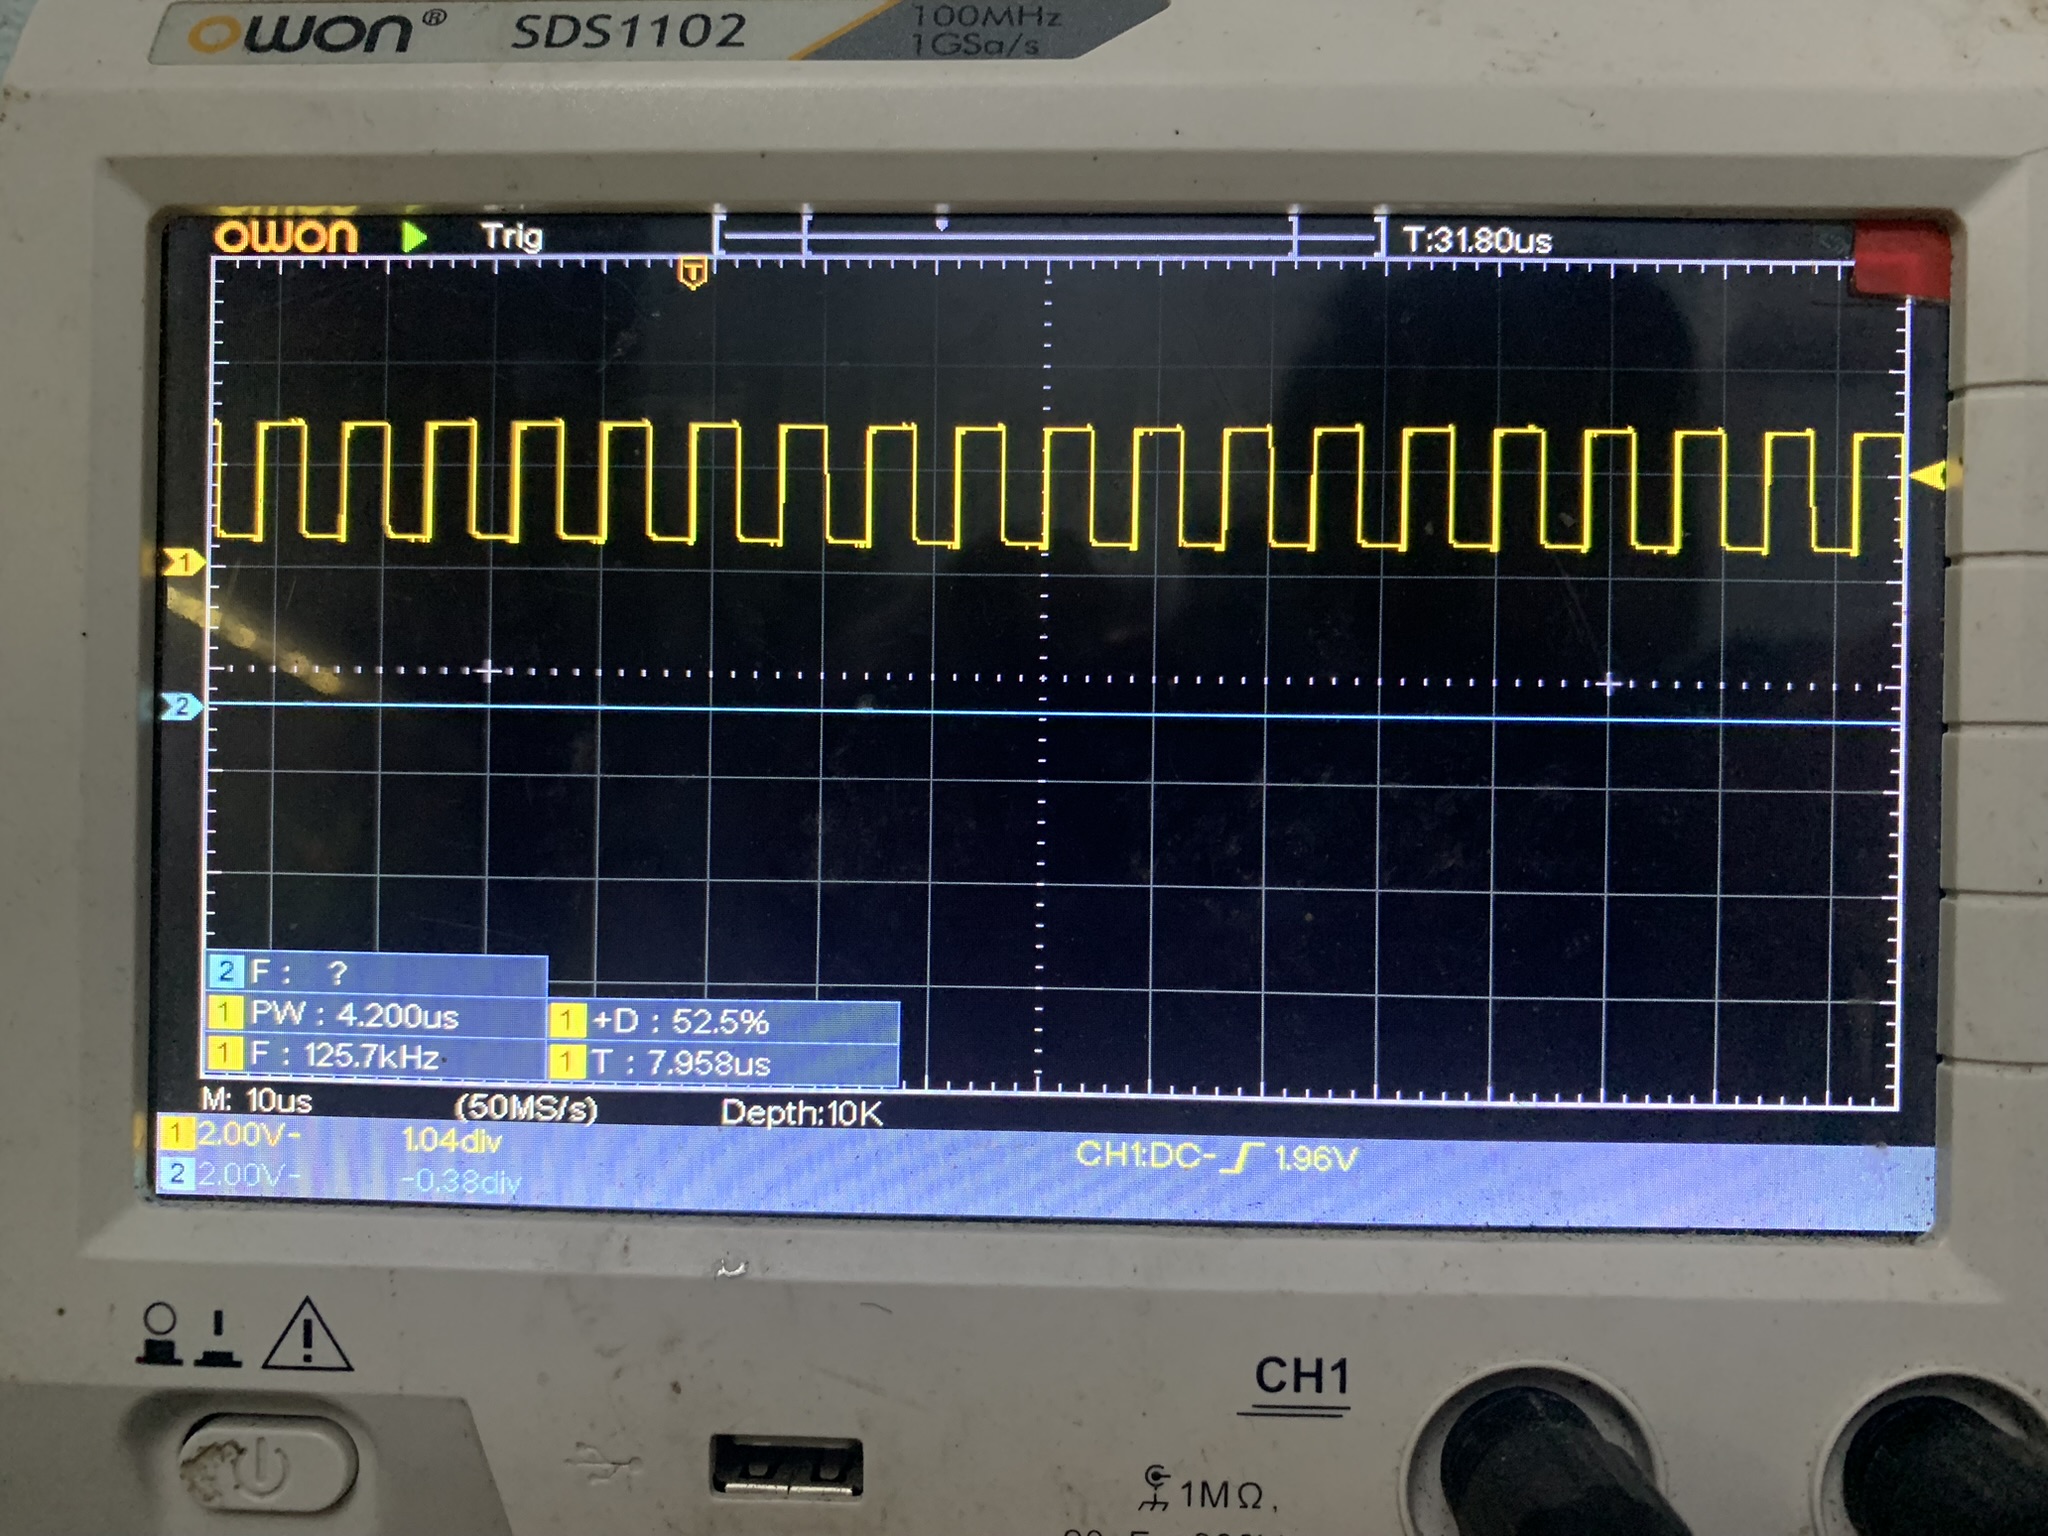 owon® SDS1102
100MHz
1GSa/s
owon Trig T:31.80us
T
1
2
2 F : ?
1 PW : 4.200us 1 +D : 52.5%
1 F : 125.7kHz 1 T : 7.958us
M: 10us (50MS/s) Depth:10K
1 2.00V- 1.04div CH1:DC- 1.96V
2 2.00V- -0.38div
CH1
1MΩ,